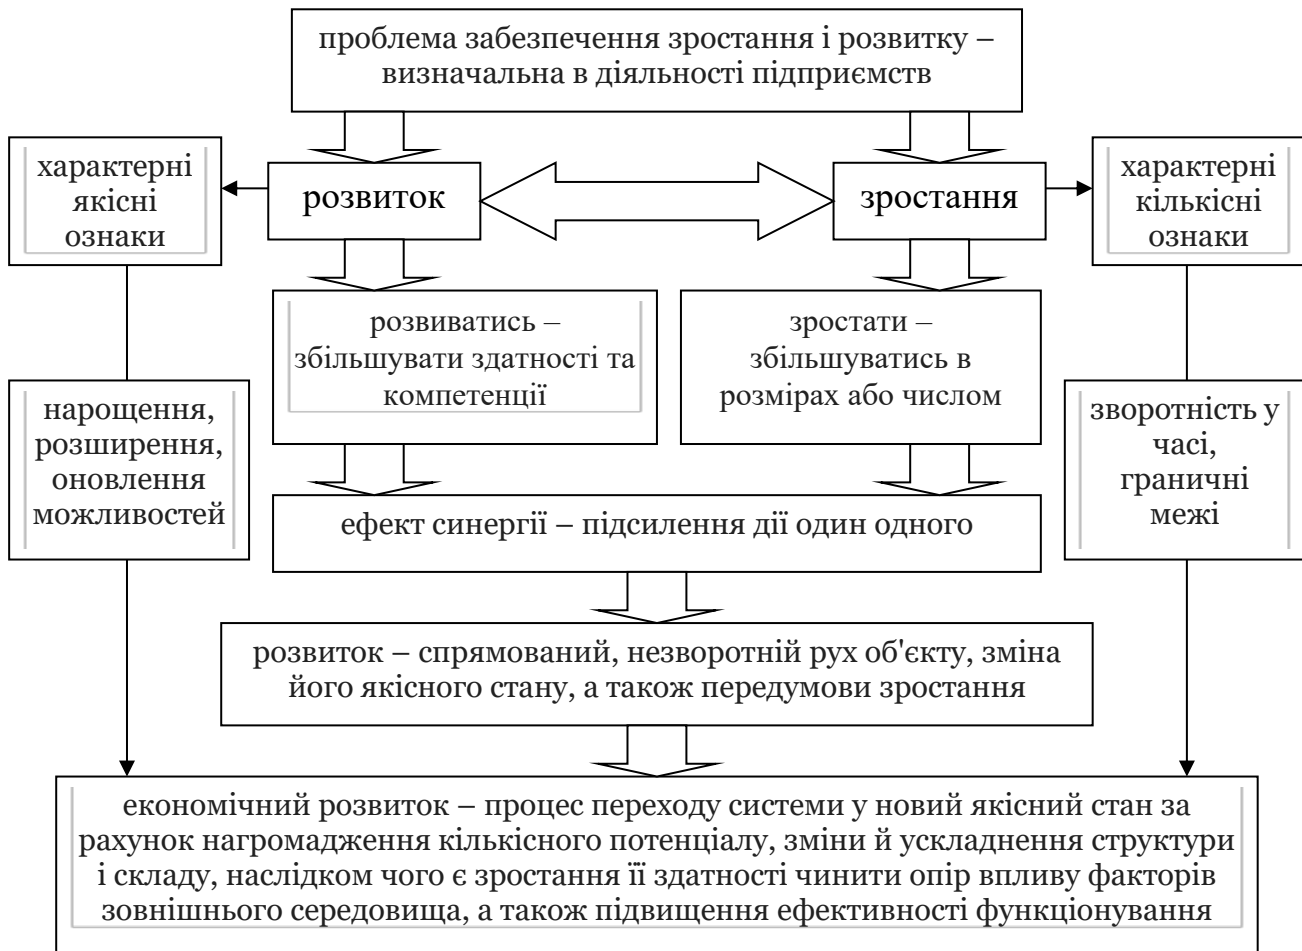 проблема забезпечення зростання і розвитку –
визначальна в діяльності підприємств
характерні
якісні
ознаки
розвиток
зростання
характерні
кількісні
ознаки
розвиватись –
збільшувати здатності та
компетенції
зростати –
збільшуватись в
розмірах або числом
нарощення,
розширення,
оновлення
можливостей
зворотність у
часі,
граничні
межі
ефект синергії – підсилення дії один одного
розвиток – спрямований, незворотній рух об'єкту, зміна
його якісного стану, а також передумови зростання
економічний розвиток – процес переходу системи у новий якісний стан за
рахунок нагромадження кількісного потенціалу, зміни й ускладнення структури
і складу, наслідком чого є зростання її здатності чинити опір впливу факторів
зовнішнього середовища, а також підвищення ефективності функціонування